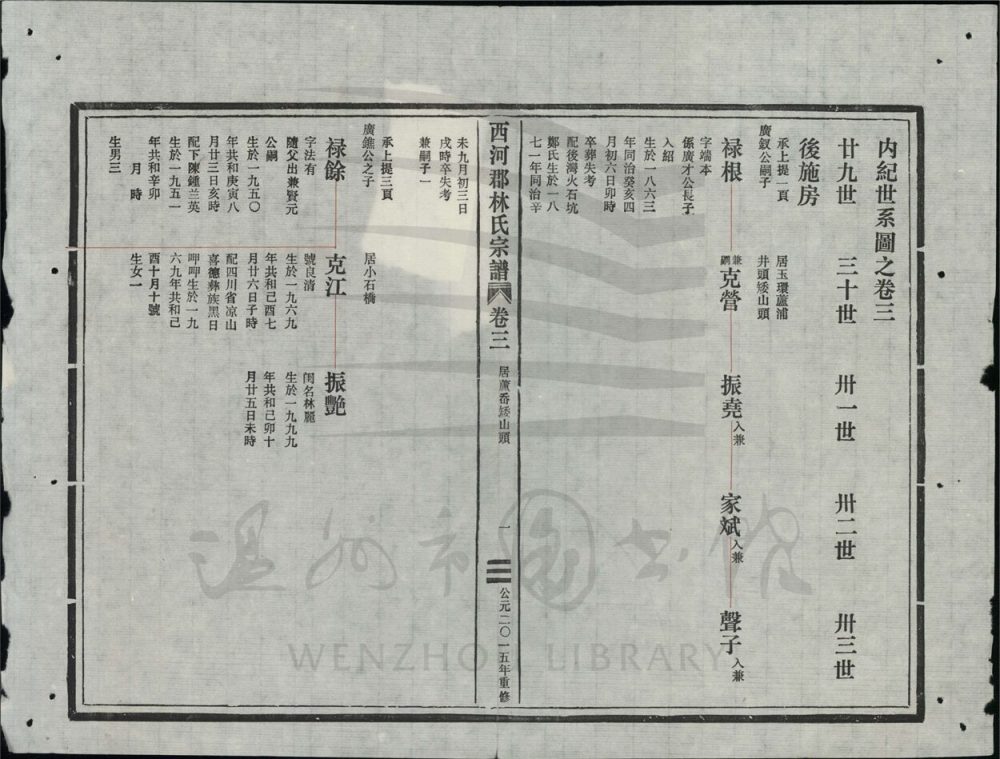 內紀世系圖之卷三
廿九世 三十世 卅一世 卅二世 卅三世
後施房
承上提一頁 居玉環蘆浦
廣釵公嗣子 井頭矮山頭
禄根 兼嗣克營 振堯入兼 家斌入兼 聲子入兼
字端本
係廣才公長子
入紹
生於一八六三
年同治癸亥四
月初六日卯時
卒葬失考
配後灣火石坑
鄭氏生於一八
七一年同治辛
西河郡林氏宗譜 卷三 居蘆香矮山頭 一 公元二〇一五年重修
未九月初三日
戌時卒失考
兼嗣子一
承上提三頁 居小石橋
廣鐎公之子
禄餘 克江 振艷
字法有
隨父出兼賢元
公嗣
生於一九五〇
年共和庚寅八
月廿三日亥時
配下陳鍾兰英
生於一九五一
年共和辛卯
月 時
生男三
號良清
生於一九六九
年共和己酉七
月廿六日子時
配四川省凉山
喜德彝族黑日
呷呷生於一九
六九年共和己
酉十月十號
生女一
閨名林麗
生於一九九九
年共和己卯十
月廿五日未時
温州市圖書館
WENZHOU LIBRARY